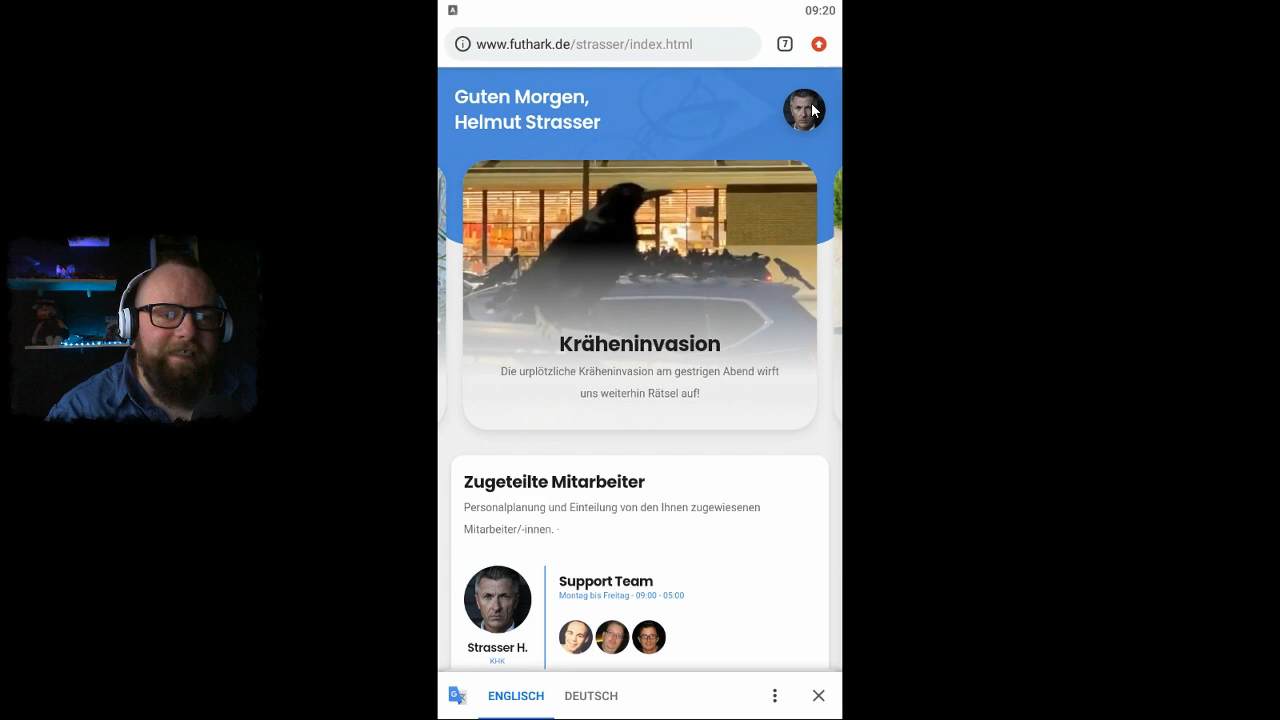 09:20
www.futhark.de/strasser/index.html
7
Guten Morgen,
Helmut Strasser
Kräheninvasion
Die urplötzliche Kräheninvasion am gestrigen Abend wirft
uns weiterhin Rätsel auf!
Zugeteilte Mitarbeiter
Personalplanung und Einteilung von den Ihnen zugewiesenen
Mitarbeiter/-innen. -
Support Team
Montag bis Freitag - 09:00 - 05:00
Strasser H.
KHK
ENGLISCH
DEUTSCH